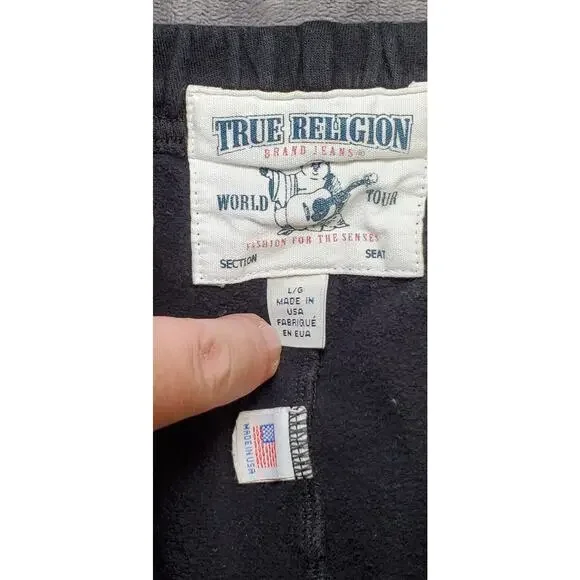 TRUE RELIGION
BRAND JEANS®
WORLD TOUR
FASHION FOR THE SENSES
SECTION SEAT
L/G
MADE IN
USA
FABRIQUÉ
EN EUA
MADE IN USA